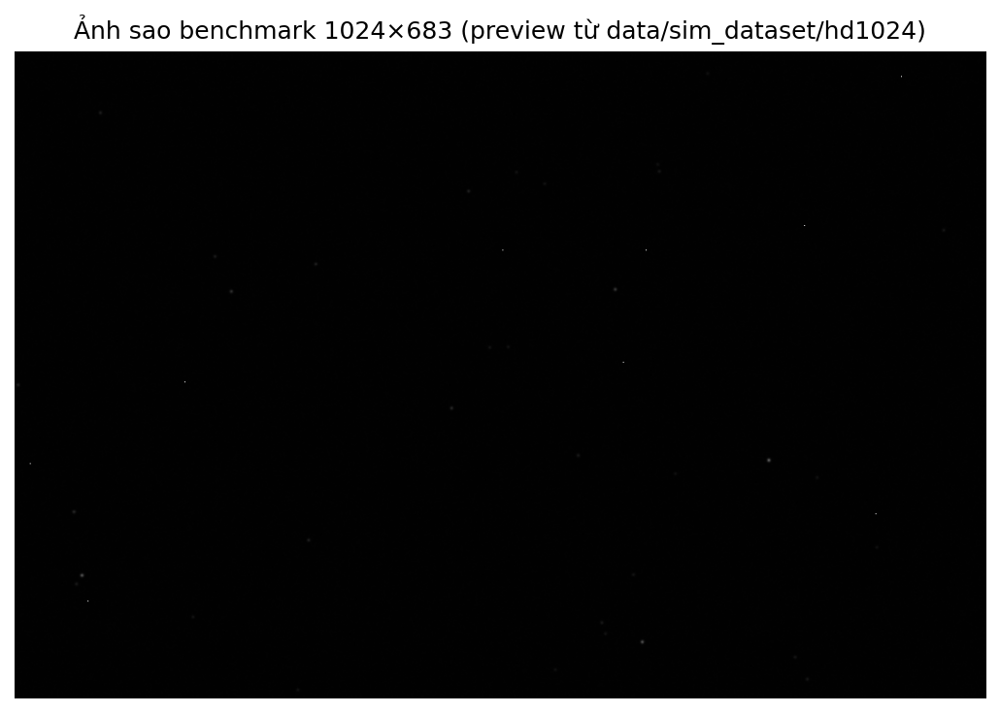 Ảnh sao benchmark 1024×683 (preview từ data/sim_dataset/hd1024)